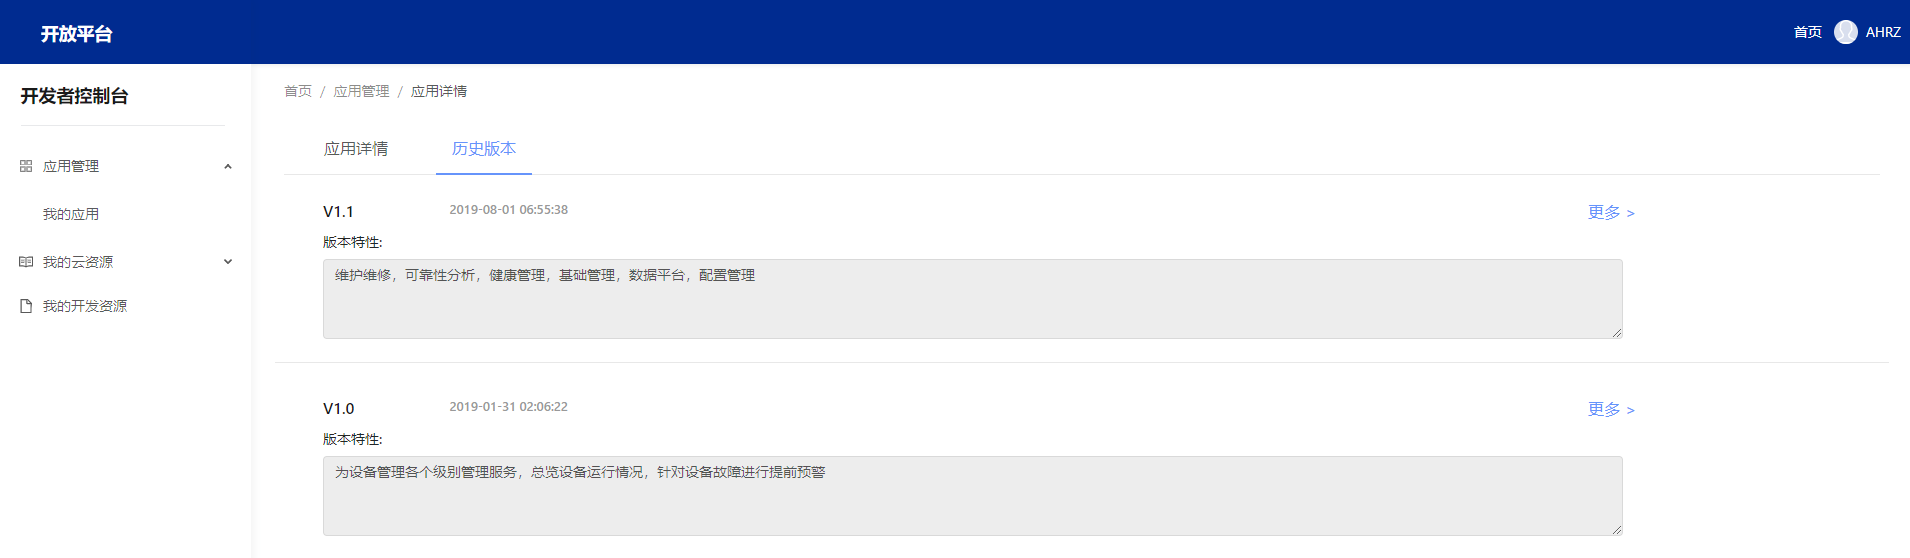 开放平台
首页 AHRZ
开发者控制台
应用管理
我的应用
我的云资源
我的开发资源
首页 / 应用管理 / 应用详情
应用详情 历史版本
V1.1 2019-08-01 06:55:38 更多 >
版本特性:
维护维修，可靠性分析，健康管理，基础管理，数据平台，配置管理
V1.0 2019-01-31 02:06:22 更多 >
版本特性:
为设备管理各个级别管理服务，总览设备运行情况，针对设备故障进行提前预警